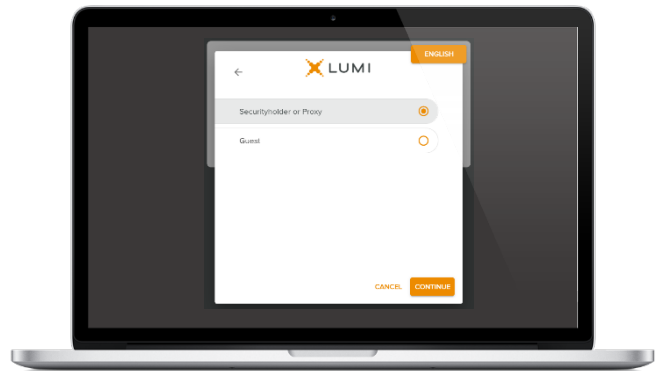 ENGLISH
LUMI
Securityholder or Proxy
Guest
CANCEL
CONTINUE